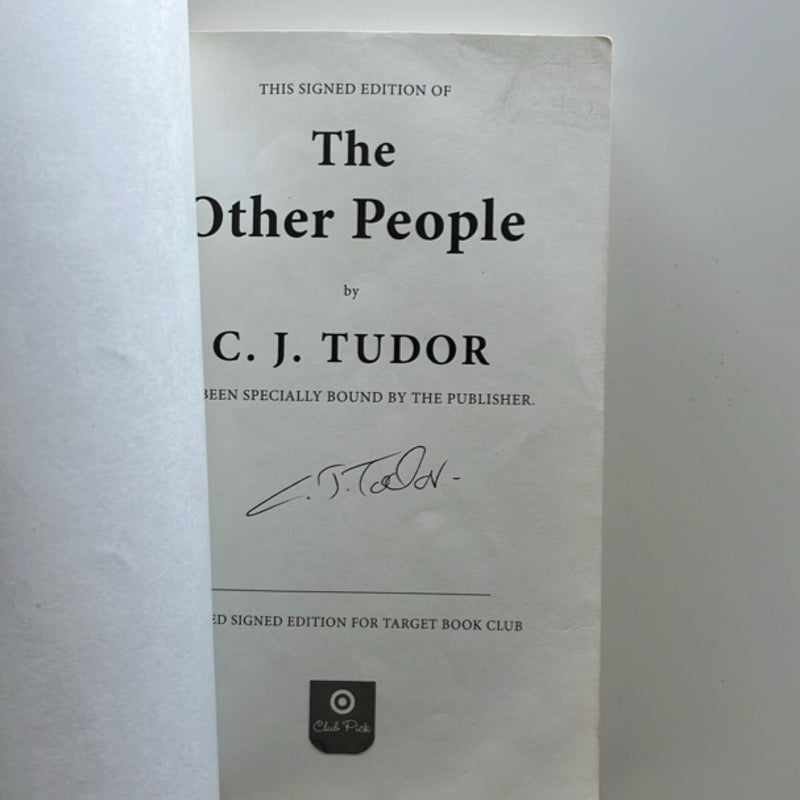 THIS SIGNED EDITION OF
The
Other People
by
C. J. TUDOR
BEEN SPECIALLY BOUND BY THE PUBLISHER.
C.J.Tudor-
ED SIGNED EDITION FOR TARGET BOOK CLUB
Club Pick